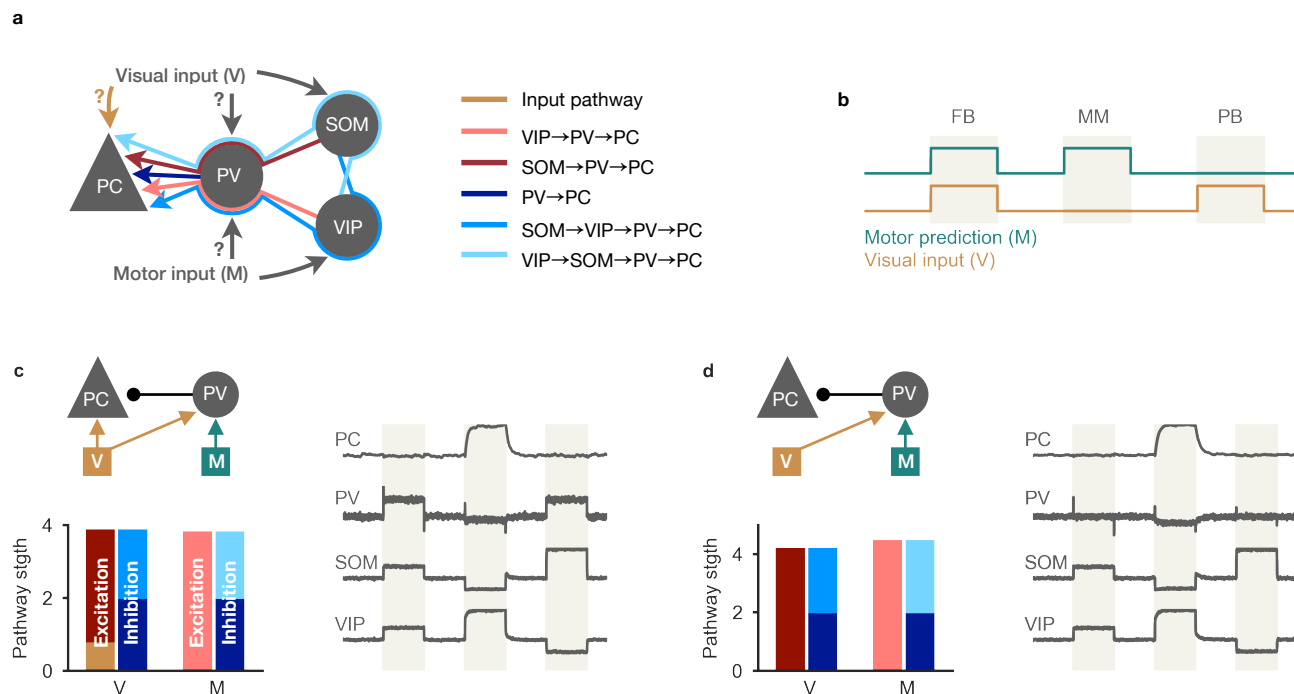 a
Visual input (V)
?
?
SOM
PC
PV
VIP
?
Motor input (M)
Input pathway
VIP→PV→PC
SOM→PV→PC
PV→PC
SOM→VIP→PV→PC
VIP→SOM→PV→PC
b
FB MM PB
Motor prediction (M)
Visual input (V)
c
PC PV
V M
4
2
0
Pathway stgth
Excitation
Inhibition
Excitation
Inhibition
V M
PC
PV
SOM
VIP
d
PC PV
V M
4
2
0
Pathway stgth
V M
PC
PV
SOM
VIP